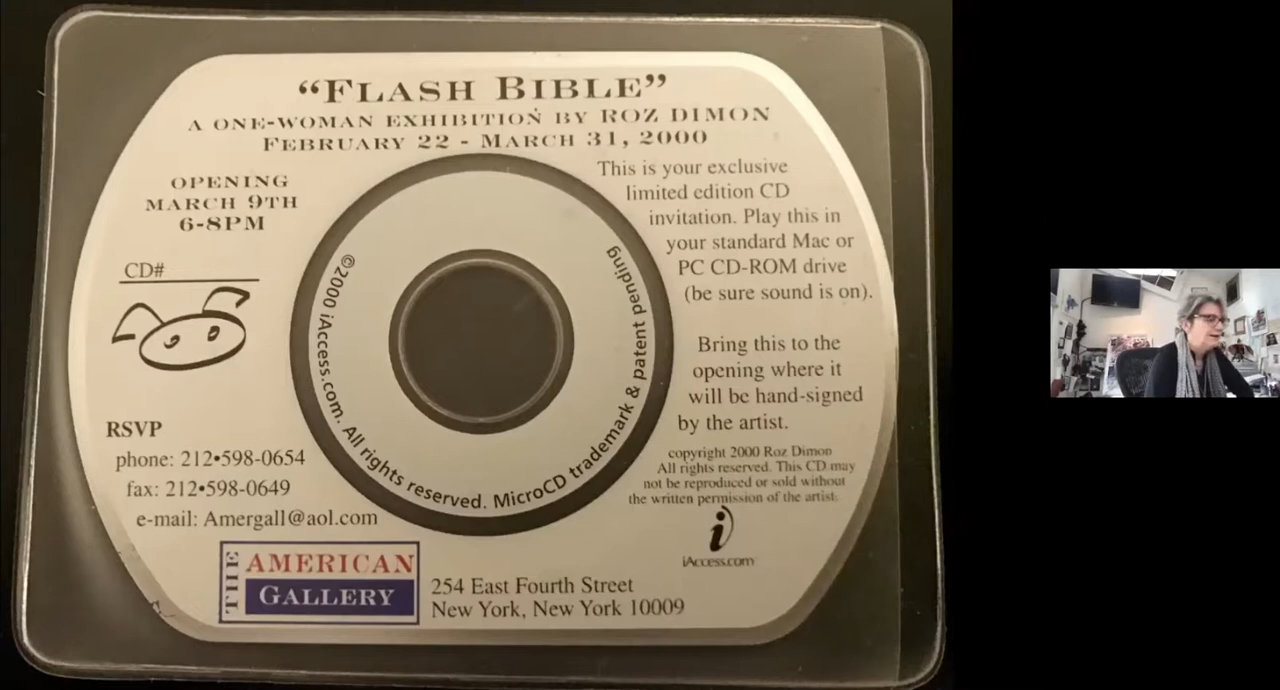 “FLASH BIBLE”
A ONE-WOMAN EXHIBITION BY ROZ DIMON
FEBRUARY 22 - MARCH 31, 2000
OPENING
MARCH 9TH
6-8PM
CD#
This is your exclusive
limited edition CD
invitation. Play this in
your standard Mac or
PC CD-ROM drive
(be sure sound is on).
Bring this to the
opening where it
will be hand-signed
by the artist.
©2000 iAccess.com. All rights reserved. MicroCD trademark & patent pending
RSVP
phone: 212•598-0654
fax: 212•598-0649
e-mail: Amergall@aol.com
copyright 2000 Roz Dimon
All rights reserved. This CD may
not be reproduced or sold without
the written permission of the artist.
i
iAccess.com
THE AMERICAN
GALLERY
254 East Fourth Street
New York, New York 10009